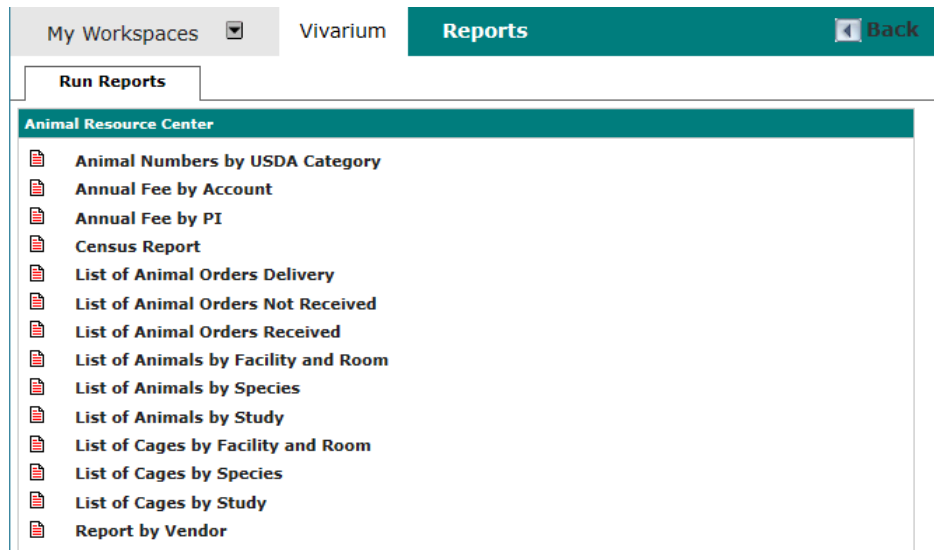 My Workspaces Vivarium Reports Back
Run Reports
Animal Resource Center
Animal Numbers by USDA Category
Annual Fee by Account
Annual Fee by PI
Census Report
List of Animal Orders Delivery
List of Animal Orders Not Received
List of Animal Orders Received
List of Animals by Facility and Room
List of Animals by Species
List of Animals by Study
List of Cages by Facility and Room
List of Cages by Species
List of Cages by Study
Report by Vendor